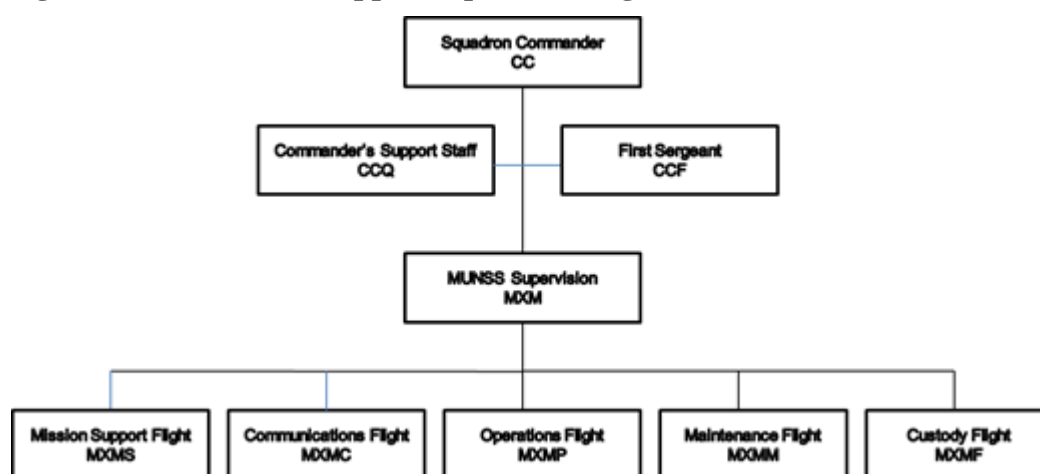 Squadron Commander
CC
Commander's Support Staff
CCQ
First Sergeant
CCF
MUNSS Supervision
MXM
Mission Support Flight
MXMS
Communications Flight
MXMC
Operations Flight
MXMP
Maintenance Flight
MXMM
Custody Flight
MXMF